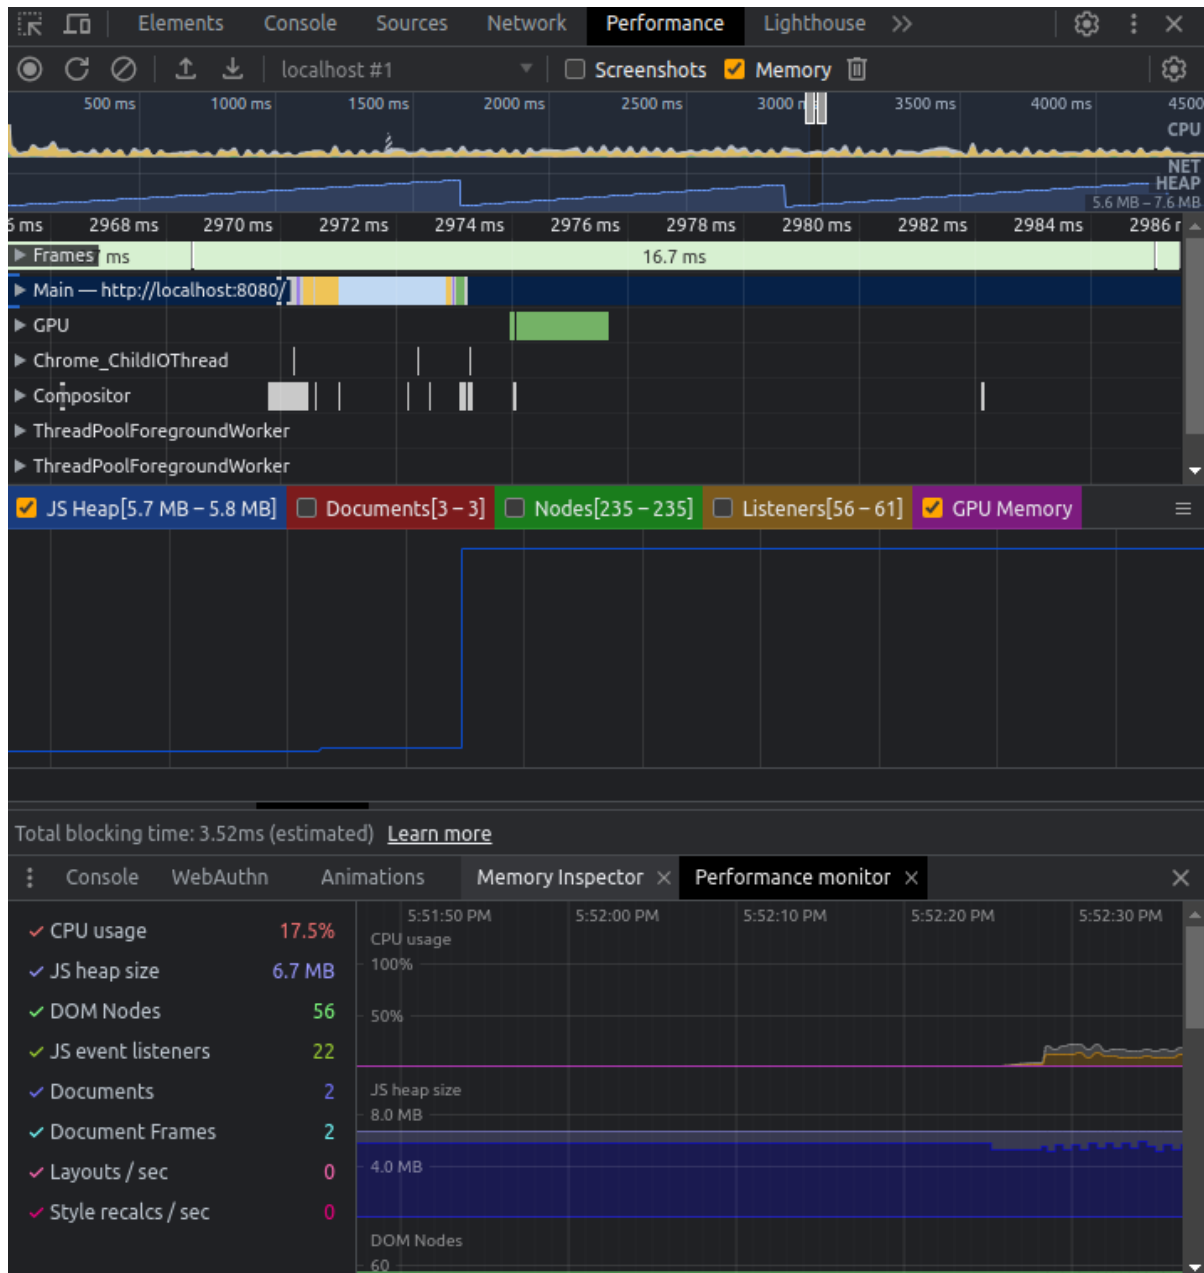 Elements Console Sources Network Performance Lighthouse
localhost #1 Screenshots Memory
500 ms 1000 ms 1500 ms 2000 ms 2500 ms 3500 ms 4000 ms
CPU
NET
HEAP
5.6 MB – 7.6 MB
2968 ms 2970 ms 2972 ms 2974 ms 2976 ms 2978 ms 2980 ms 2982 ms 2984 ms
Frames ms 16.7 ms
Main — http://localhost:8080/
GPU
Chrome_ChildIOThread
Compositor
ThreadPoolForegroundWorker
ThreadPoolForegroundWorker
JS Heap[5.7 MB – 5.8 MB] Documents[3 – 3] Nodes[235 – 235] Listeners[56 – 61] GPU Memory
Total blocking time: 3.52ms (estimated) Learn more
Console WebAuthn Animations Memory Inspector Performance monitor
5:51:50 PM 5:52:00 PM 5:52:10 PM 5:52:20 PM 5:52:30 PM
CPU usage 17.5%
CPU usage
100%
JS heap size 6.7 MB
DOM Nodes 56
50%
JS event listeners 22
Documents 2
JS heap size
8.0 MB
Document Frames 2
Layouts / sec 0
4.0 MB
Style recalcs / sec 0
DOM Nodes
60